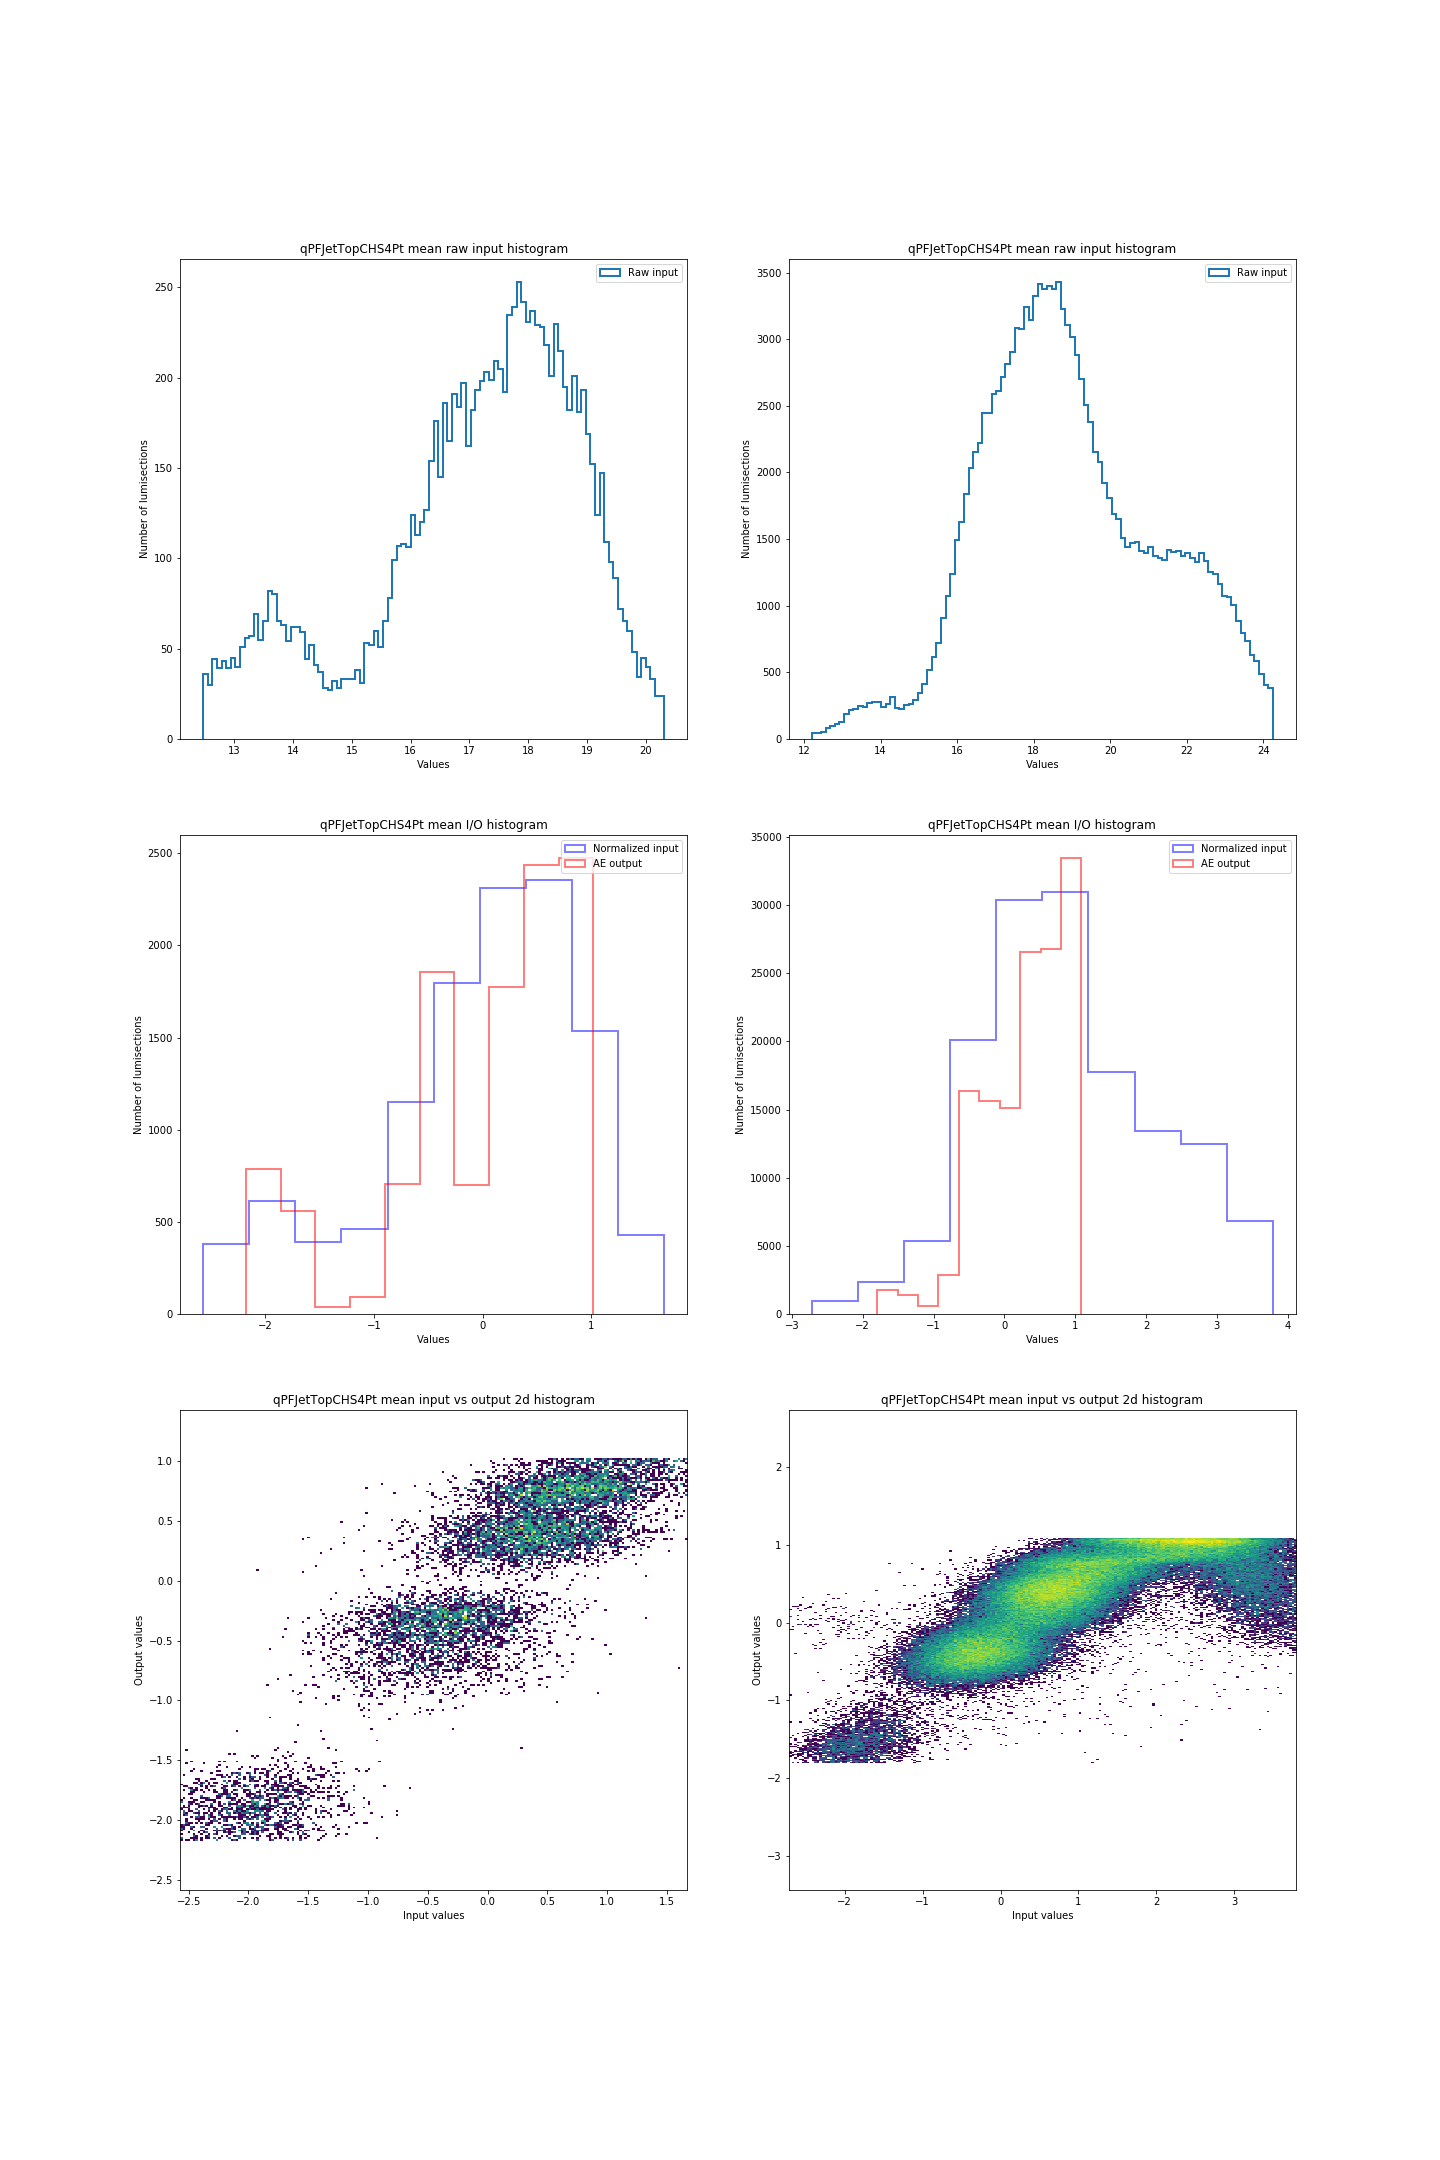 qPFJetTopCHS4Pt mean raw input histogram
Raw input
Number of lumisections
250
200
150
100
50
0
13 14 15 16 17 18 19 20
Values
qPFJetTopCHS4Pt mean raw input histogram
Raw input
Number of lumisections
3500
3000
2500
2000
1500
1000
500
0
12 14 16 18 20 22 24
Values
qPFJetTopCHS4Pt mean I/O histogram
Normalized input
AE output
Number of lumisections
2500
2000
1500
1000
500
0
−2 −1 0 1
Values
qPFJetTopCHS4Pt mean I/O histogram
Normalized input
AE output
Number of lumisections
35000
30000
25000
20000
15000
10000
5000
0
−3 −2 −1 0 1 2 3 4
Values
qPFJetTopCHS4Pt mean input vs output 2d histogram
Output values
1.0
0.5
0.0
−0.5
−1.0
−1.5
−2.0
−2.5
−2.5 −2.0 −1.5 −1.0 −0.5 0.0 0.5 1.0 1.5
Input values
qPFJetTopCHS4Pt mean input vs output 2d histogram
Output values
2
1
0
−1
−2
−3
−2 −1 0 1 2 3
Input values